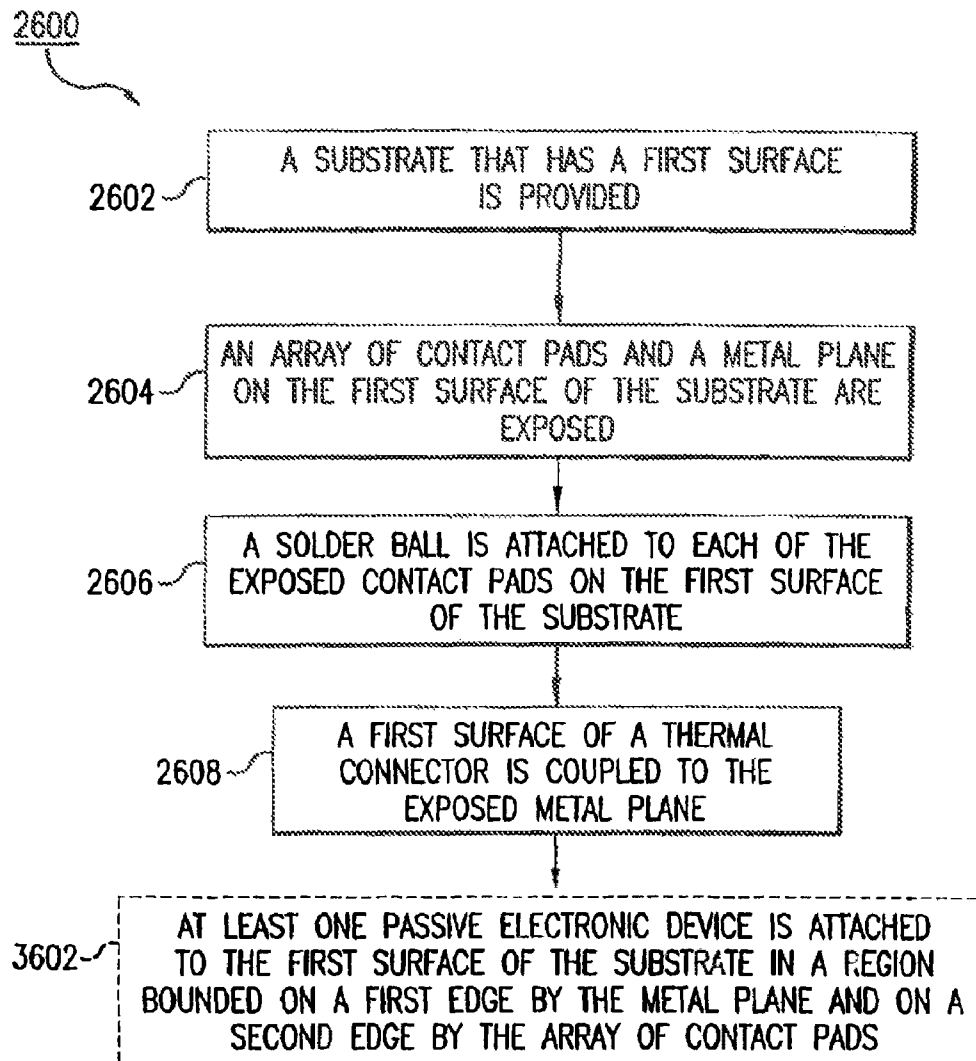 2600
A SUBSTRATE THAT HAS A FIRST SURFACE
IS PROVIDED
2602
AN ARRAY OF CONTACT PADS AND A METAL PLANE
ON THE FIRST SURFACE OF THE SUBSTRATE ARE
EXPOSED
2604
A SOLDER BALL IS ATTACHED TO EACH OF THE
EXPOSED CONTACT PADS ON THE FIRST SURFACE
OF THE SUBSTRATE
2606
A FIRST SURFACE OF A THERMAL
CONNECTOR IS COUPLED TO THE
EXPOSED METAL PLANE
2608
AT LEAST ONE PASSIVE ELECTRONIC DEVICE IS ATTACHED
TO THE FIRST SURFACE OF THE SUBSTRATE IN A REGION
BOUNDED ON A FIRST EDGE BY THE METAL PLANE AND ON A
SECOND EDGE BY THE ARRAY OF CONTACT PADS
3602